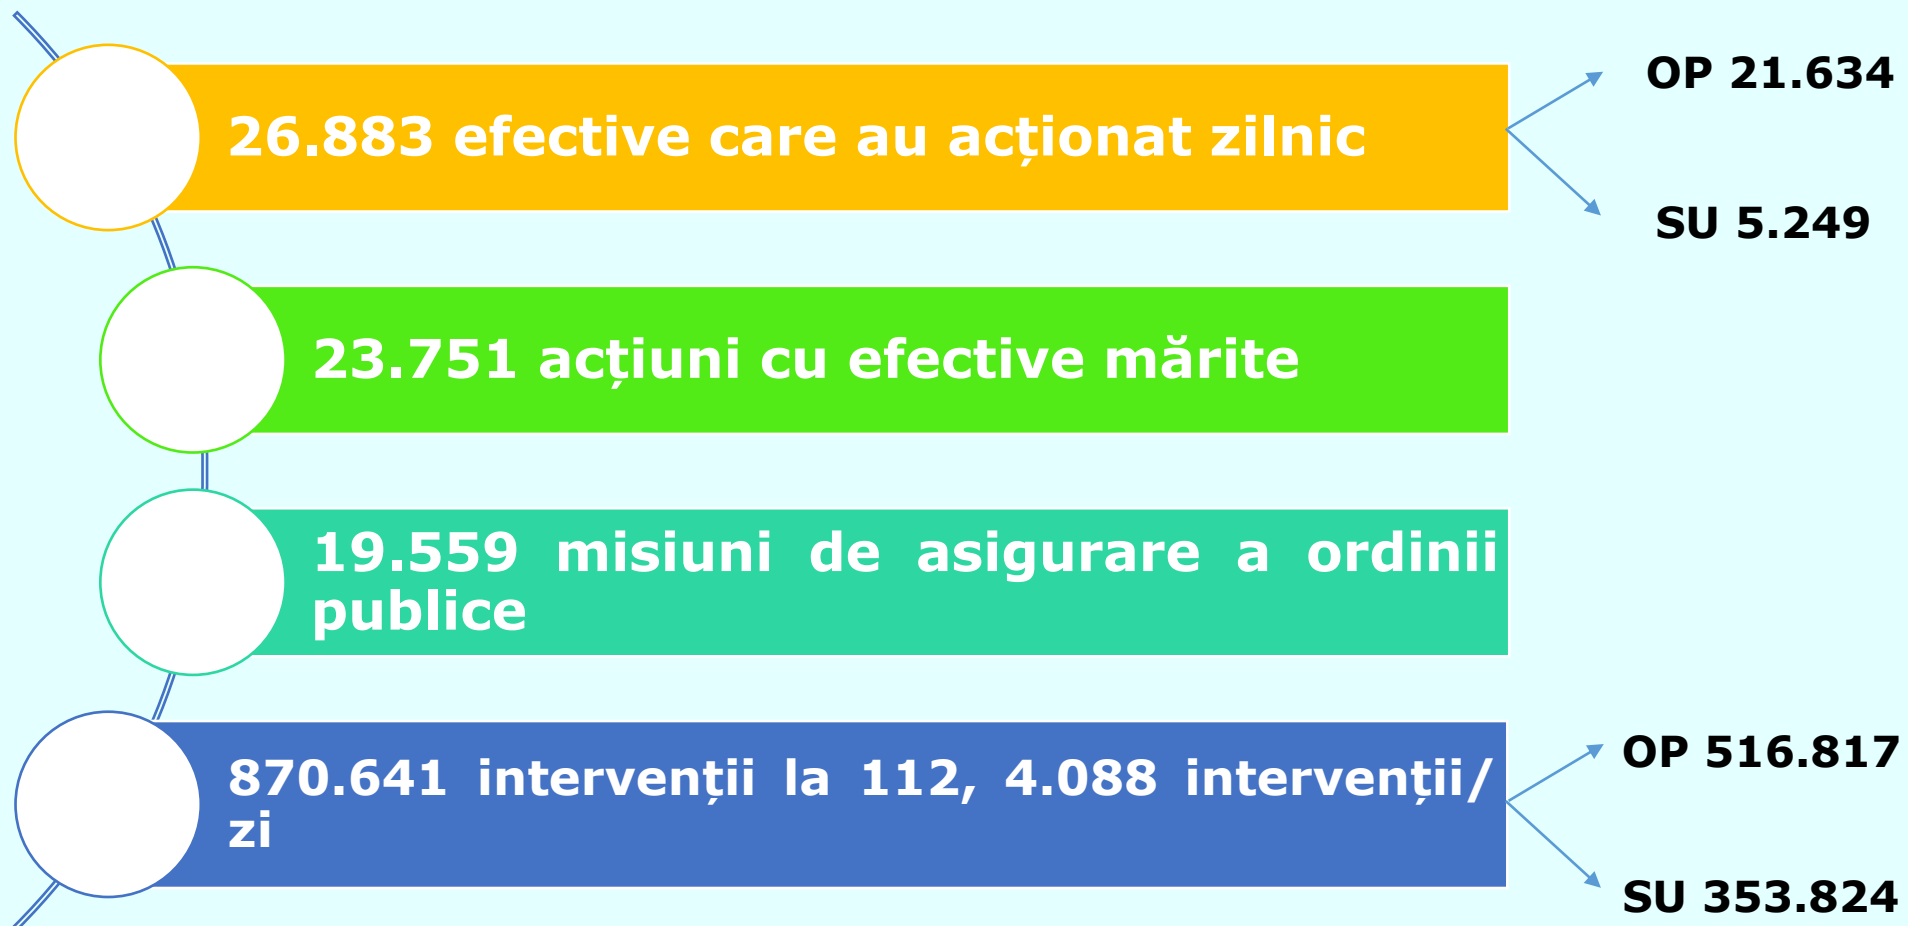 26.883 efective care au acționat zilnic
OP 21.634
SU 5.249
23.751 acțiuni cu efective mărite
19.559 misiuni de asigurare a ordinii
publice
870.641 intervenții la 112, 4.088 intervenții/
zi
OP 516.817
SU 353.824